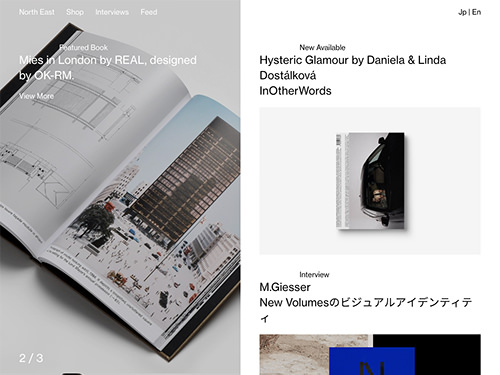 North East Shop Interviews Feed
Jp | En
Featured Book
Mies in London by REAL, designed
by OK-RM.
View More
2 / 3
New Available
Hysteric Glamour by Daniela & Linda
Dostálková
InOtherWords
Interview
M.Giesser
New Volumesのビジュアルアイデンティテ
ィ